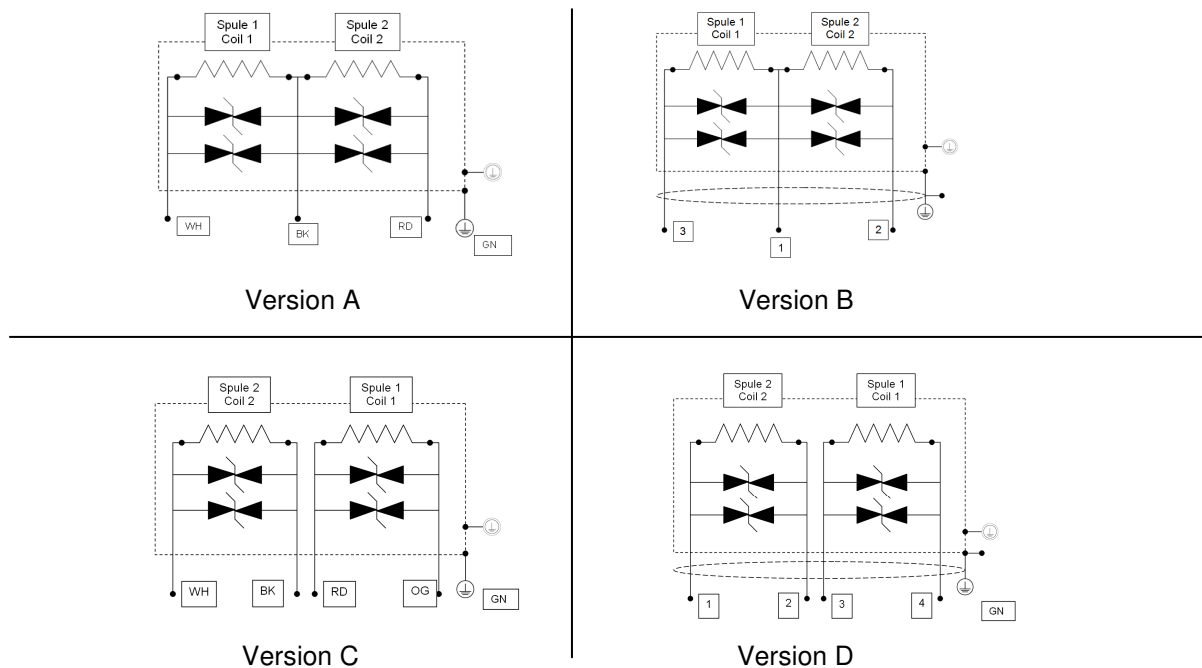 Spule 1
Coil 1
Spule 2
Coil 2
WH
BK
RD
GN
Version A
Spule 1
Coil 1
Spule 2
Coil 2
3
1
2
Version B
Spule 2
Coil 2
Spule 1
Coil 1
WH
BK
RD
OG
GN
Version C
Spule 2
Coil 2
Spule 1
Coil 1
1
2
3
4
GN
Version D